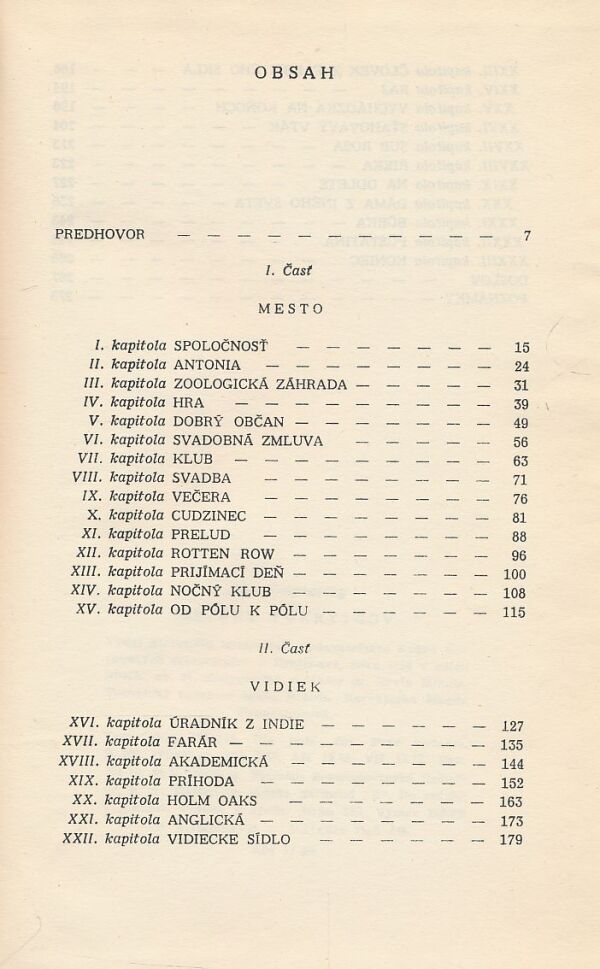 OBSAH
PREDHOVOR — — — — — — — — — — — 7
I. Časť
MESTO
I. kapitola SPOLOČNOSŤ — — — — — — — 15
II. kapitola ANTONIA — — — — — — — — 24
III. kapitola ZOOLOGICKÁ ZÁHRADA — — — — — 31
IV. kapitola HRA — — — — — — — — — 39
V. kapitola DOBRÝ OBČAN — — — — — — — 49
VI. kapitola SVADOBNÁ ZMLUVA — — — — — 56
VII. kapitola KLUB — — — — — — — — — 63
VIII. kapitola SVADBA — — — — — — — — 71
IX. kapitola VEČERA — — — — — — — — 76
X. kapitola CUDZINEC — — — — — — — — 81
XI. kapitola PRELUD — — — — — — — — 88
XII. kapitola ROTTEN ROW — — — — — — — 96
XIII. kapitola PRIJÍMACÍ DEŇ — — — — — — — 100
XIV. kapitola NOČNÝ KLUB — — — — — — — 108
XV. kapitola OD PÓLU K PÓLU — — — — — — 115
II. Časť
VIDIEK
XVI. kapitola ÚRADNÍK Z INDIE — — — — — — 127
XVII. kapitola FARÁR — — — — — — — — — 135
XVIII. kapitola AKADEMICKÁ — — — — — — — 144
XIX. kapitola PRÍHODA — — — — — — — — 152
XX. kapitola HOLM OAKS — — — — — — — 163
XXI. kapitola ANGLICKÁ — — — — — — — — 173
XXII. kapitola VIDIECKE SÍDLO — — — — — — 179